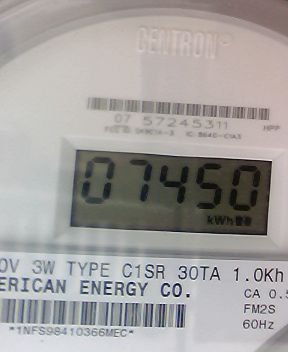 CENTRON®
07 57245311 HPP
07450
kWh
0V 3W TYPE C1SR 30TA 1.0Kh
ERICAN ENERGY CO. CA 0.5
FM2S
*1NFS98410366MEC* 60Hz